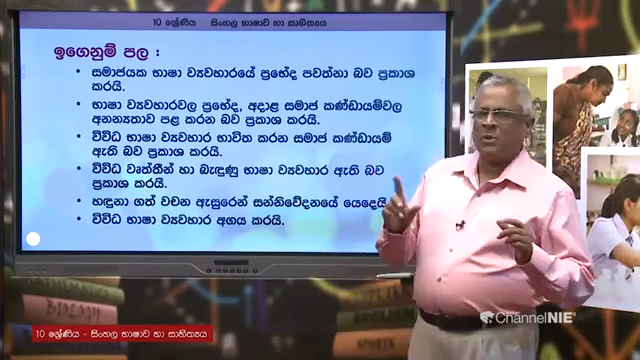 10 ශ්‍රේණිය සිංහල භාෂාව හා සාහිත්‍යය
ඉගෙනුම් පල :
• සමාජයක භාෂා ව්‍යවහාරයේ ප්‍රභේද පවත්නා බව ප්‍රකාශ
කරයි.
• භාෂා ව්‍යවහාරවල ප්‍රභේද, අදාළ සමාජ කණ්ඩායම්වල
අනන්‍යතාව පළ කරන බව ප්‍රකාශ කරයි.
• විවිධ භාෂා ව්‍යවහාර භාවිත කරන සමාජ කණ්ඩායම්
ඇති බව ප්‍රකාශ කරයි.
• විවිධ වෘත්තීන් හා බැඳුණු භාෂා ව්‍යවහාර ඇති බව
ප්‍රකාශ කරයි.
• හඳුනා ගත් වචන ඇසුරෙන් සන්නිවේදනයේ යෙදෙයි.
• විවිධ භාෂා ව්‍යවහාර අගය කරයි.
BIOLOGY
10 ශ්‍රේණිය - සිංහල භාෂාව හා සාහිත්‍යය
ChannelNIE